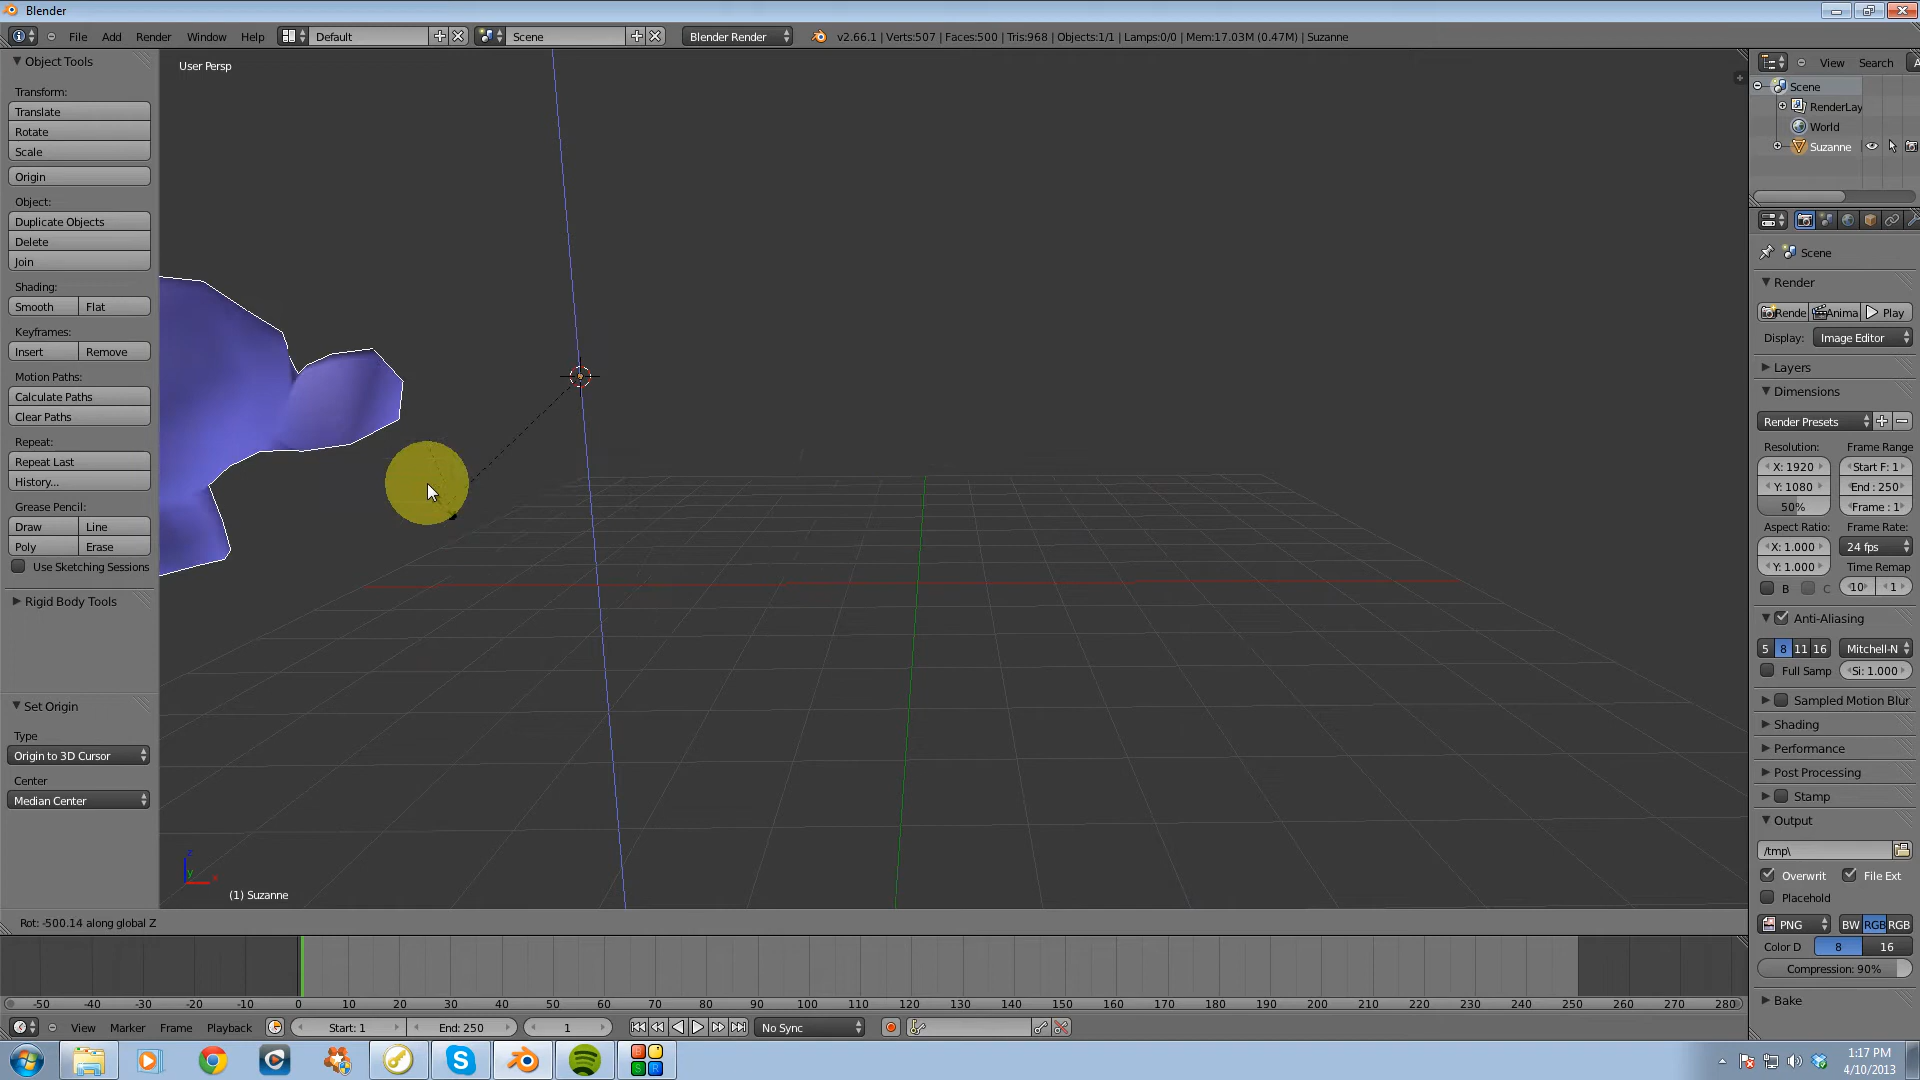 Blender
File Add Render Window Help Default Scene Blender Render v2.66.1 | Verts:507 | Faces:500 | Tris:968 | Objects:1/1 | Lamps:0/0 | Mem:17.03M (0.47M) | Suzanne
Object Tools
Transform:
Translate
Rotate
Scale
Origin
Object:
Duplicate Objects
Delete
Join
Shading:
Smooth Flat
Keyframes:
Insert Remove
Motion Paths:
Calculate Paths
Clear Paths
Repeat:
Repeat Last
History...
Grease Pencil:
Draw Line
Poly Erase
Use Sketching Sessions
Rigid Body Tools
Set Origin
Type
Origin to 3D Cursor
Center
Median Center
User Persp
z
y
x
(1) Suzanne
Rot: -500.14 along global Z
View Search A
Scene
RenderLay
World
Suzanne
Scene
Render
Rende Anima Play
Display: Image Editor
Layers
Dimensions
Render Presets
Resolution: Frame Range
X: 1920 Start F: 1
Y: 1080 End : 250
50% Frame : 1
Aspect Ratio: Frame Rate:
X: 1.000 24 fps
Y: 1.000 Time Remap
B C 10 1
Anti-Aliasing
5 8 11 16 Mitchell-N
Full Samp Si: 1.000
Sampled Motion Blur
Shading
Performance
Post Processing
Stamp
Output
/tmp\
Overwrit File Ext
Placehold
PNG BW RGB RGB
Color D 8 16
Compression: 90%
Bake
-50 -40 -30 -20 -10 0 10 20 30 40 50 60 70 80 90 100 110 120 130 140 150 160 170 180 190 200 210 220 230 240 250 260 270 280
View Marker Frame Playback Start: 1 End: 250 1 No Sync
1:17 PM
4/10/2013